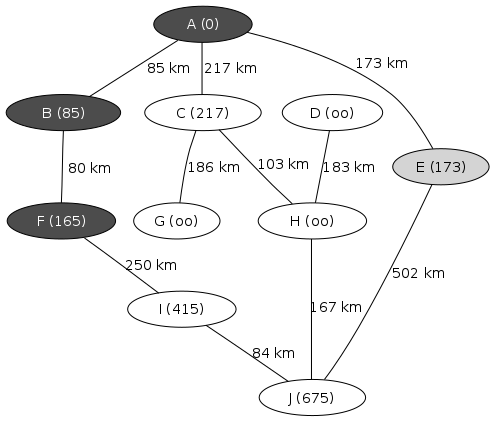 A (0)
85 km
217 km
173 km
B (85)
C (217)
D (oo)
80 km
186 km
103 km
183 km
E (173)
F (165)
G (oo)
H (oo)
250 km
502 km
I (415)
167 km
84 km
J (675)